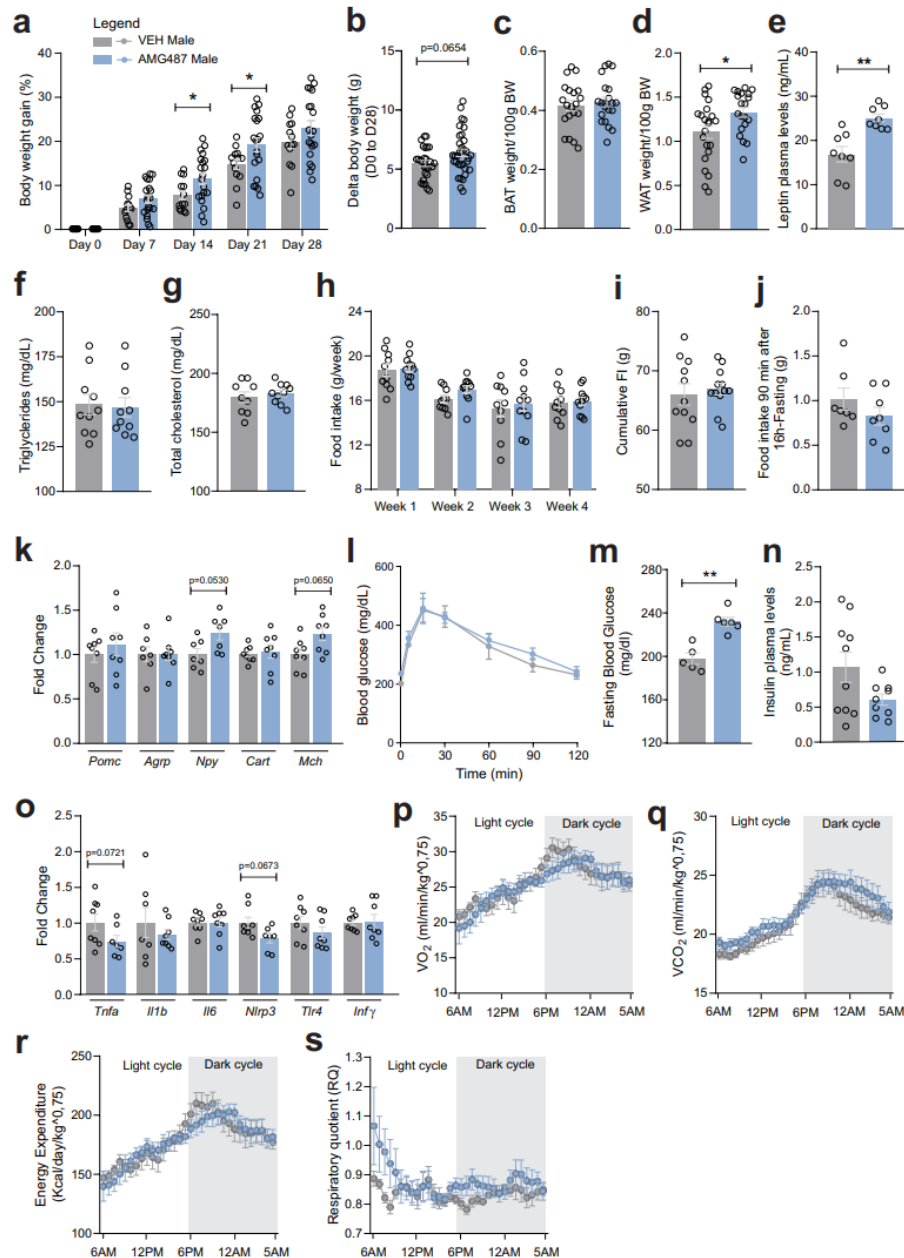 Legend
VEH Male
AMG487 Male
a
Body weight gain (%)
40
30
20
10
0
*
*
Day 0
Day 7
Day 14
Day 21
Day 28
b
Delta body weight (g)
(D0 to D28)
15
10
5
0
p=0.0654
c
BAT weight/100g BW
0.6
0.4
0.2
0.0
d
WAT weight/100g BW
2.0
1.5
1.0
0.5
0.0
*
e
Leptin plasma levels (ng/mL)
40
30
20
10
0
**
f
Triglycerides (mg/dL)
200
175
150
125
100
g
Total cholesterol (mg/dL)
250
200
150
100
h
Food intake (g/week)
24
20
16
12
8
Week 1
Week 2
Week 3
Week 4
i
Cumulative FI (g)
80
70
60
50
j
Food intake 90 min after
16h-Fasting (g)
2.0
1.5
1.0
0.5
0.0
k
Fold Change
2.0
1.5
1.0
0.5
0.0
p=0.0530
p=0.0650
Pomc
Agrp
Npy
Cart
Mch
l
Blood glucose (mg/dL)
600
400
200
0
0
30
60
90
120
Time (min)
m
Fasting Blood Glucose
(mg/dl)
280
240
200
160
120
**
n
Insulin plasma levels
(ng/mL)
2.5
2.0
1.5
1.0
0.5
0.0
o
Fold Change
2.5
2.0
1.5
1.0
0.5
0.0
p=0.0721
p=0.0673
Tnfa
Il1b
Il6
Nlrp3
Tlr4
Infγ
p
VO2 (ml/min/kg^0,75)
35
30
25
20
15
10
Light cycle
Dark cycle
6AM
12PM
6PM
12AM
5AM
q
VCO2 (ml/min/kg^0,75)
30
25
20
15
Light cycle
Dark cycle
6AM
12PM
6PM
12AM
5AM
r
Energy Expenditure
(Kcal/day/kg^0,75)
250
200
150
100
Light cycle
Dark cycle
6AM
12PM
6PM
12AM
5AM
s
Respiratory quotient (RQ)
1.3
1.2
1.1
1.0
0.9
0.8
0.7
Light cycle
Dark cycle
6AM
12PM
6PM
12AM
5AM